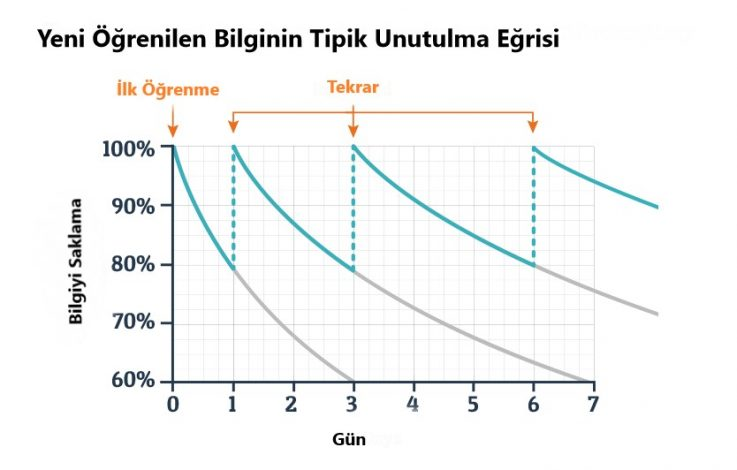 Yeni Öğrenilen Bilginin Tipik Unutulma Eğrisi
İlk Öğrenme
Tekrar
100%
90%
80%
70%
60%
Bilgiyi Saklama
0 1 2 3 4 5 6 7
Gün